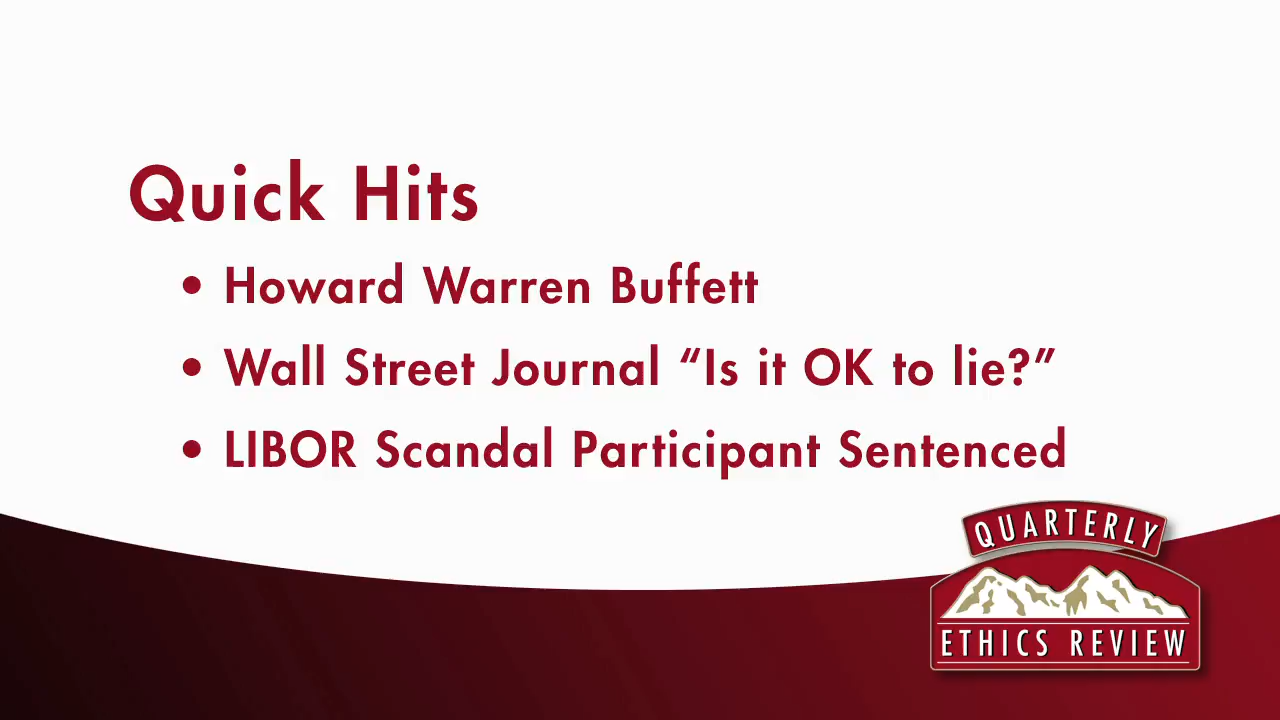 Quick Hits
• Howard Warren Buffett
• Wall Street Journal “Is it OK to lie?”
• LIBOR Scandal Participant Sentenced
QUARTERLY
ETHICS REVIEW